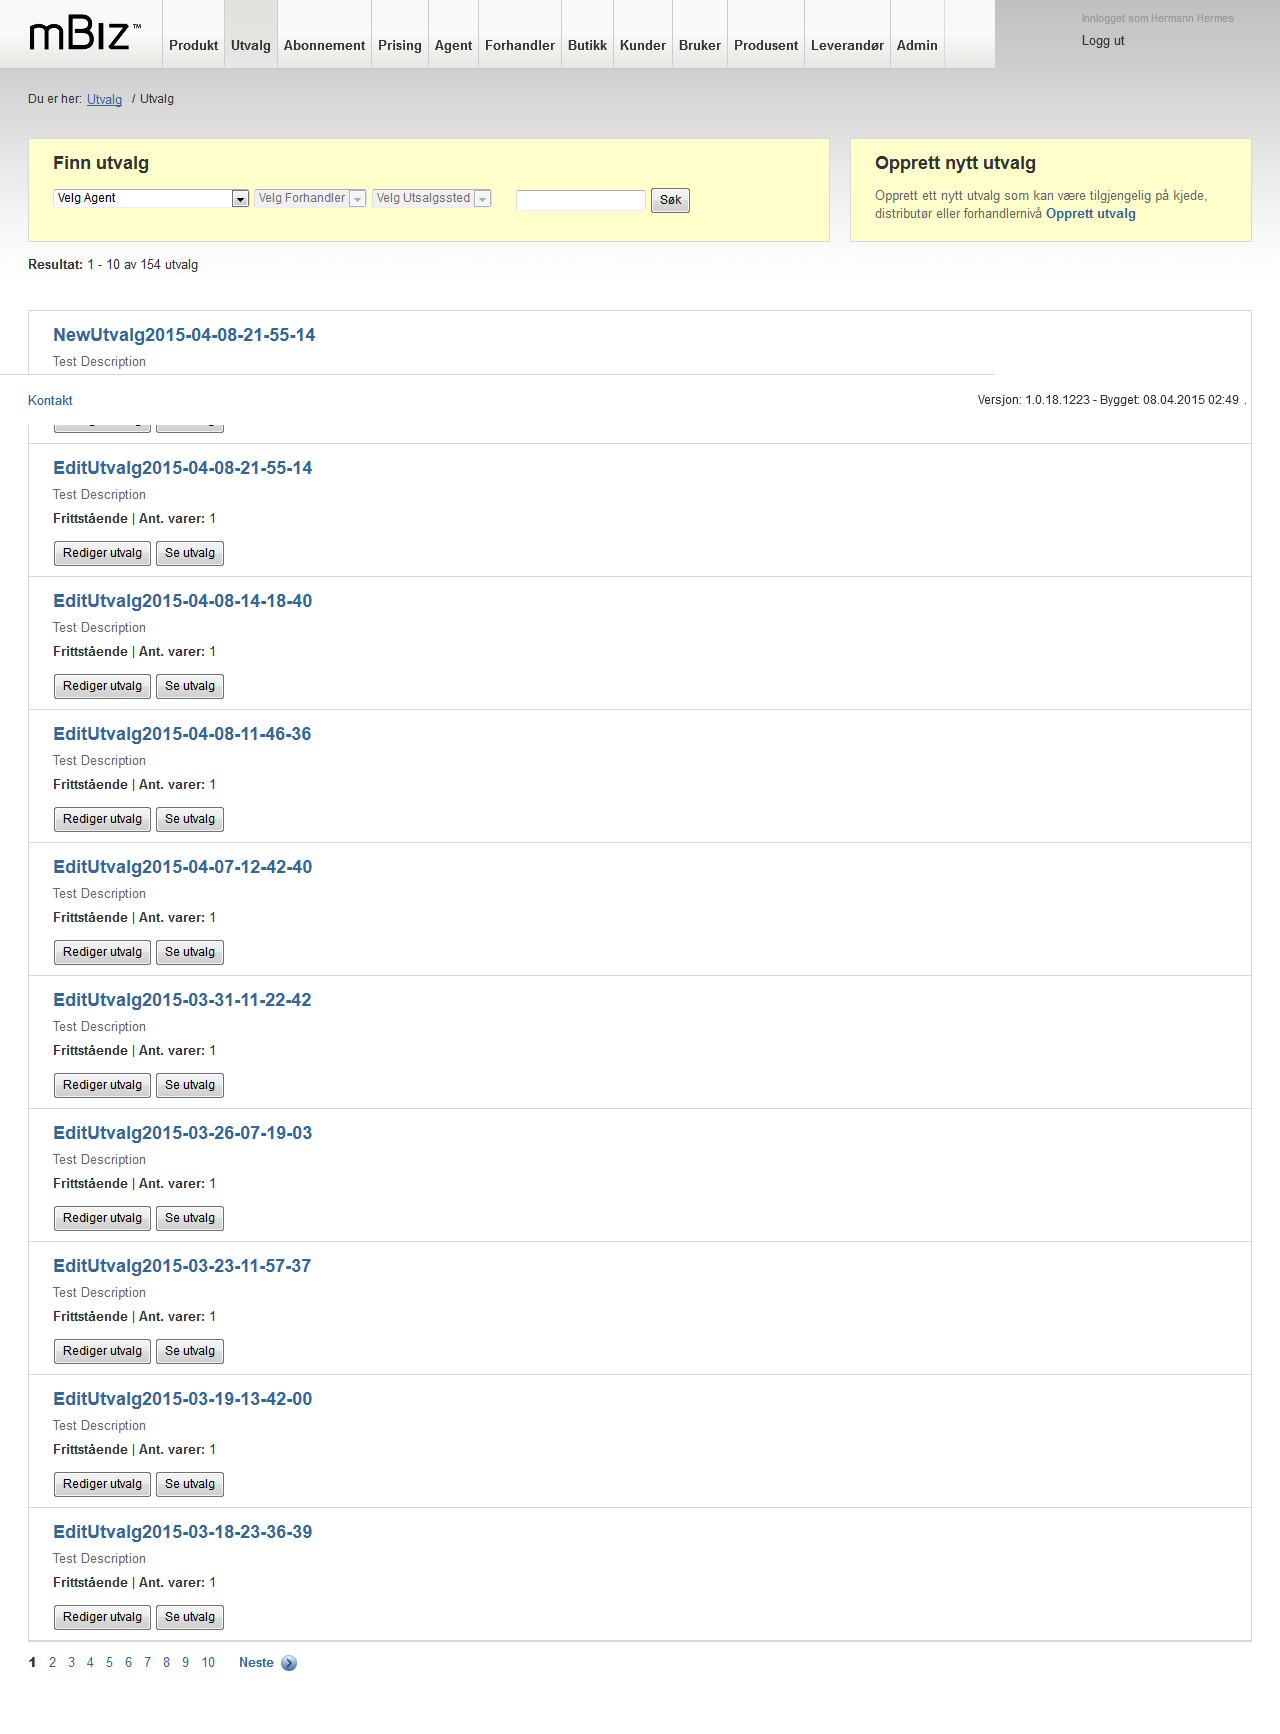 mBIZ™
Produkt Utvalg Abonnement Prising Agent Forhandler Butikk Kunder Bruker Produsent Leverandør Admin
Innlogget som Hermann Hermes
Logg ut
Du er her: Utvalg / Utvalg
Finn utvalg
Velg Agent Velg Forhandler Velg Utsalgssted Søk
Opprett nytt utvalg
Opprett ett nytt utvalg som kan være tilgjengelig på kjede,
distributør eller forhandlernivå Opprett utvalg
Resultat: 1 - 10 av 154 utvalg
NewUtvalg2015-04-08-21-55-14
Test Description
Kontakt
Versjon: 1.0.18.1223 - Bygget: 08.04.2015 02:49 .
EditUtvalg2015-04-08-21-55-14
Test Description
Frittstående | Ant. varer: 1
Rediger utvalg Se utvalg
EditUtvalg2015-04-08-14-18-40
Test Description
Frittstående | Ant. varer: 1
Rediger utvalg Se utvalg
EditUtvalg2015-04-08-11-46-36
Test Description
Frittstående | Ant. varer: 1
Rediger utvalg Se utvalg
EditUtvalg2015-04-07-12-42-40
Test Description
Frittstående | Ant. varer: 1
Rediger utvalg Se utvalg
EditUtvalg2015-03-31-11-22-42
Test Description
Frittstående | Ant. varer: 1
Rediger utvalg Se utvalg
EditUtvalg2015-03-26-07-19-03
Test Description
Frittstående | Ant. varer: 1
Rediger utvalg Se utvalg
EditUtvalg2015-03-23-11-57-37
Test Description
Frittstående | Ant. varer: 1
Rediger utvalg Se utvalg
EditUtvalg2015-03-19-13-42-00
Test Description
Frittstående | Ant. varer: 1
Rediger utvalg Se utvalg
EditUtvalg2015-03-18-23-36-39
Test Description
Frittstående | Ant. varer: 1
Rediger utvalg Se utvalg
1 2 3 4 5 6 7 8 9 10 Neste